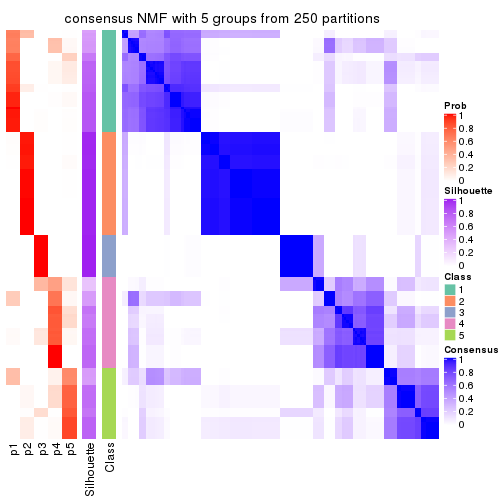 consensus NMF with 5 groups from 250 partitions
Prob
1
0.8
0.6
0.4
0.2
0
Silhouette
1
0.8
0.6
0.4
0.2
0
Class
1
2
3
4
5
Consensus
1
0.8
0.6
0.4
0.2
0
p1
p2
p3
p4
p5
Silhouette
Class